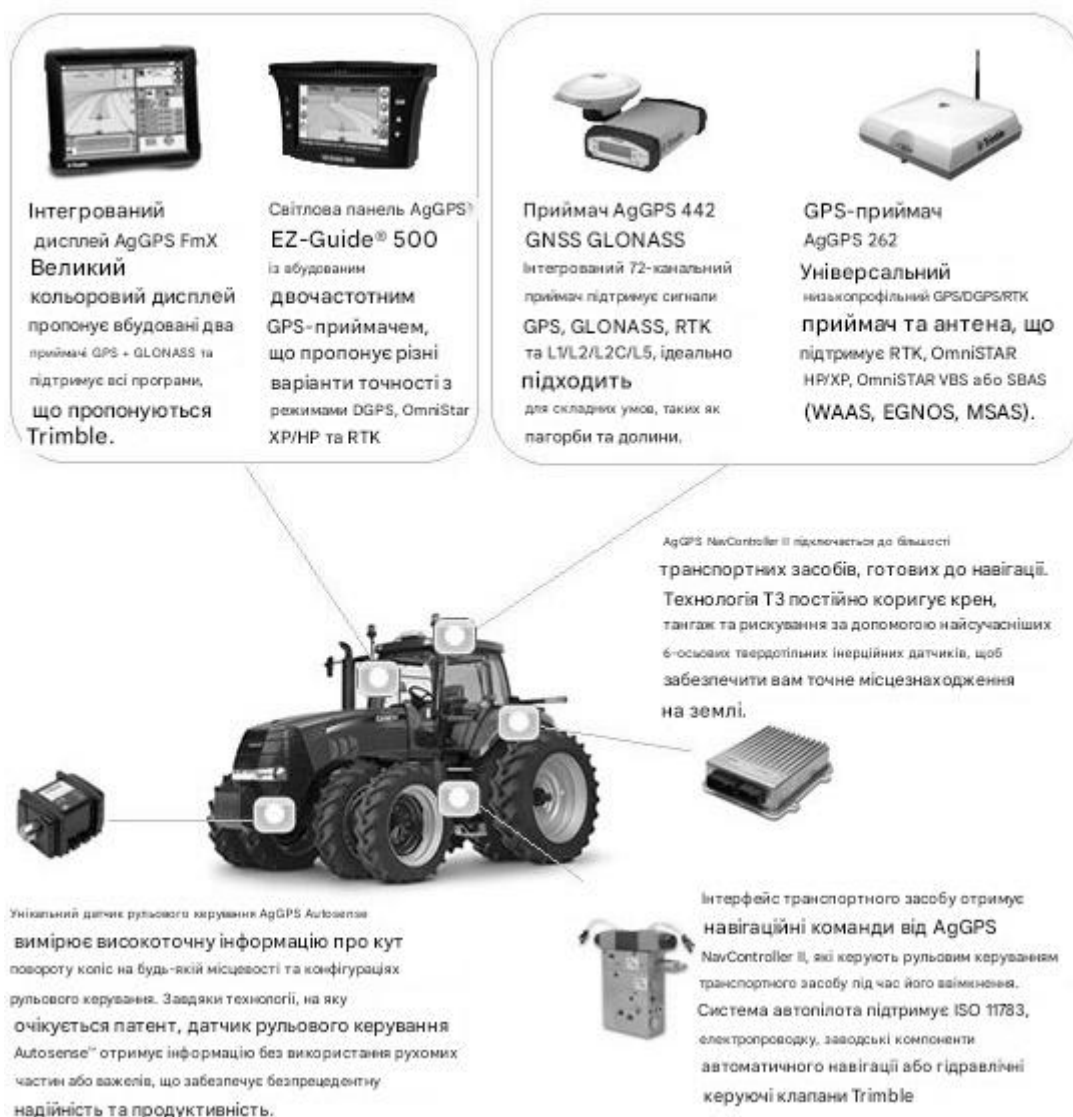 Інтегрований
дисплей AgGPS FmX
Великий
кольоровий дисплей
пропонує вбудовані два
приймачі GPS + GLONASS та
підтримує всі програми,
що пропонуються
Trimble.
Світлова панель AgGPS®
EZ-Guide® 500
із вбудованим
двочастотним
GPS-приймачем,
що пропонує різні
варіанти точності з
режимами DGPS, OmniStar
XP/HP та RTK
Приймач AgGPS 442
GNSS GLONASS
Інтегрований 72-канальний
приймач підтримує сигнали
GPS, GLONASS, RTK
та L1/L2/L2C/L5, ідеально
підходить
для складних умов, таких як
пагорби та долини.
Trimble
GPS-приймач
AgGPS 262
Універсальний
низькопрофільний GPS/DGPS/RTK
приймач та антена, що
підтримує RTK, OmniSTAR
HP/XP, OmniSTAR VBS або SBAS
(WAAS, EGNOS, MSAS).
AgGPS NavController II підключається до більшості
транспортних засобів, готових до навігації.
Технологія T3 постійно коригує крен,
тангаж та рискування за допомогою найсучасніших
6-осьових твердотільних інерційних датчиків, щоб
забезпечити вам точне місцезнаходження
на землі.
Унікальний датчик рульового керування AgGPS Autosense
вимірює високоточну інформацію про кут
повороту коліс на будь-якій місцевості та конфігураціях
рульового керування. Завдяки технології, на яку
очікується патент, датчик рульового керування
Autosense™ отримує інформацію без використання рухомих
частин або важелів, що забезпечує безпрецедентну
надійність та продуктивність.
Інтерфейс транспортного засобу отримує
навігаційні команди від AgGPS
NavController II, які керують рульовим керуванням
транспортного засобу під час його ввімкнення.
Система автопілота підтримує ISO 11783,
електропроводку, заводські компоненти
автоматичного навігації або гідравлічні
керуючі клапани Trimble